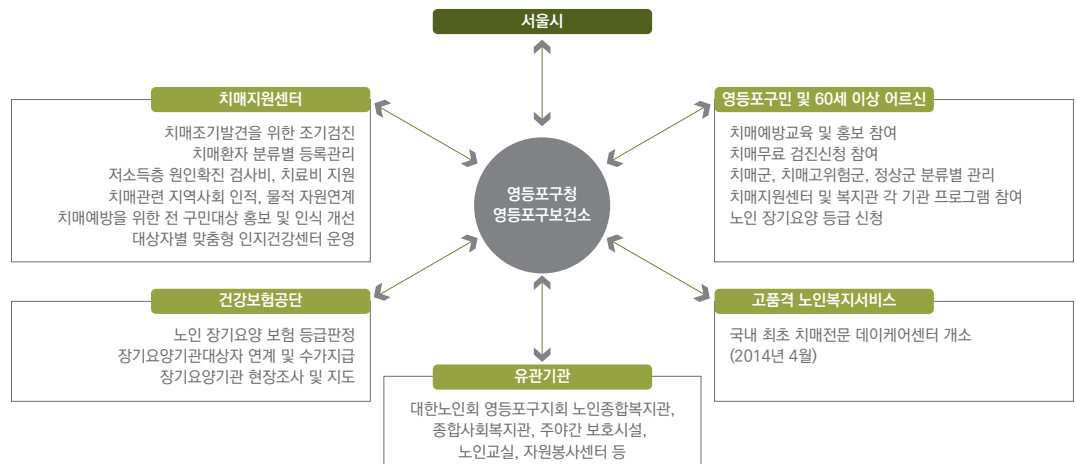 서울시
치매지원센터
치매조기발견을 위한 조기검진
치매환자 분류별 등록관리
저소득층 원인확진 검사비, 치료비 지원
치매관련 지역사회 인적, 물적 자원연계
치매예방을 위한 전 구민대상 홍보 및 인식 개선
대상자별 맞춤형 인지건강센터 운영
영등포구민 및 60세 이상 어르신
치매예방교육 및 홍보 참여
치매무료 검진신청 참여
치매군, 치매고위험군, 정상군 분류별 관리
치매지원센터 및 복지관 각 기관 프로그램 참여
노인 장기요양 등급 신청
영등포구청
영등포구보건소
건강보험공단
노인 장기요양 보험 등급판정
장기요양기관대상자 연계 및 수가지급
장기요양기관 현장조사 및 지도
고품격 노인복지서비스
국내 최초 치매전문 데이케어센터 개소
(2014년 4월)
유관기관
대한노인회 영등포구지회 노인종합복지관,
종합사회복지관, 주야간 보호시설,
노인교실, 자원봉사센터 등